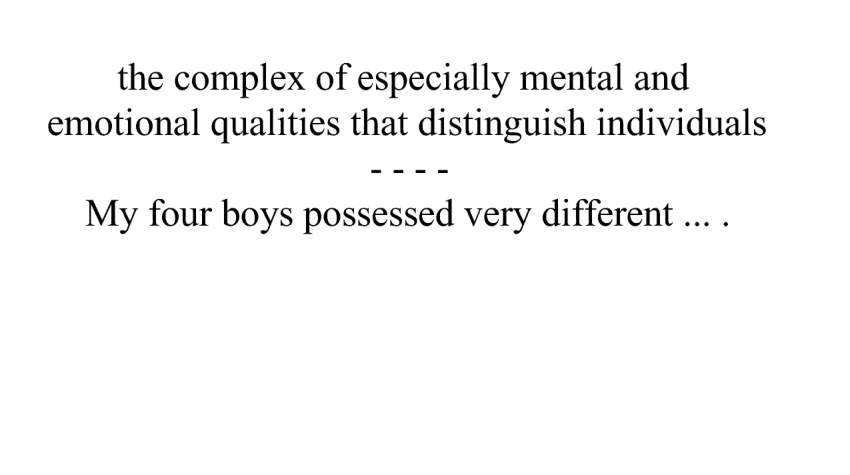 the complex of especially mental and
emotional qualities that distinguish individuals
- - - -
My four boys possessed very different ... .